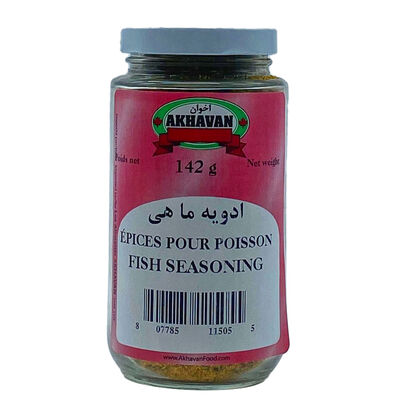 اخوان
AKHAVAN
Poids net
142 g
Net weight
ادویه ماهی
ÉPICES POUR POISSON
FISH SEASONING
8 07785 11505 5
www.AkhavanFood.com